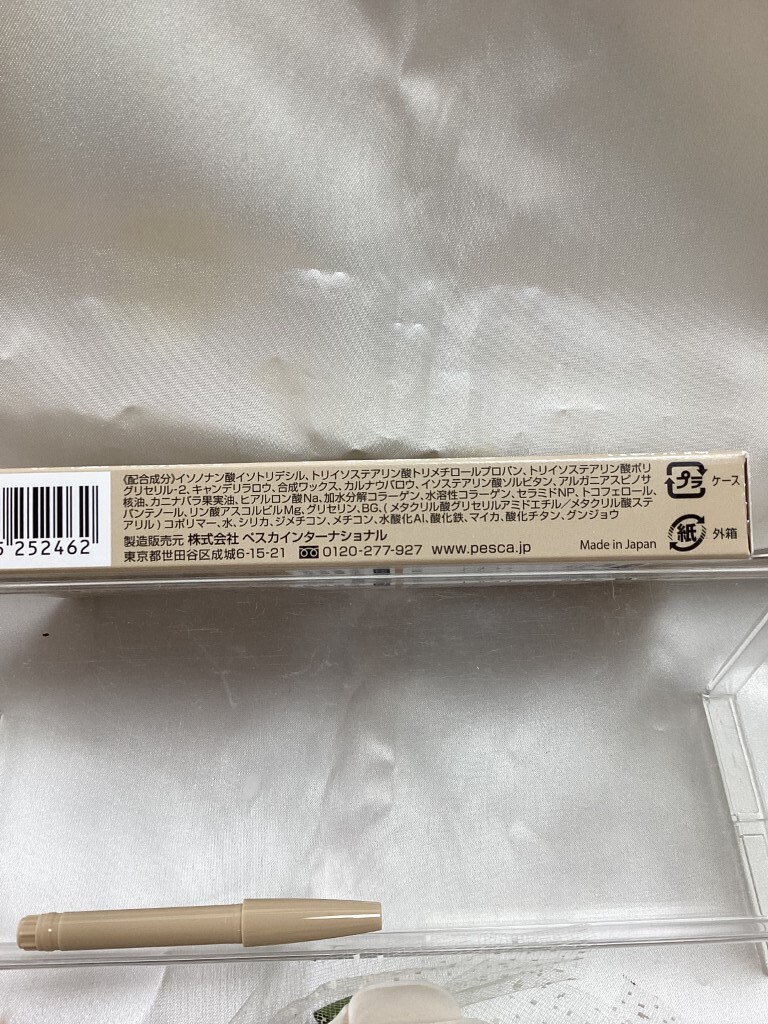 《配合成分》イソノナン酸イソトリデシル、トリイソステアリン酸トリメチロールプロパン、トリイソステアリン酸ポリ
グリセリル-2、キャンデリラロウ、合成ワックス、カルナウバロウ、イソステアリン酸ソルビタン、アルガニアスピノサ
核油、カニナバラ果実油、ヒアルロン酸Na、加水分解コラーゲン、水溶性コラーゲン、セラミドNP、トコフェロール、
パンテノール、リン酸アスコルビルMg、グリセリン、BG、(メタクリル酸グリセリルアミドエチル/メタクリル酸ステ
アリル)コポリマー、水、シリカ、ジメチコン、メチコン、水酸化Al、酸化鉄、マイカ、酸化チタン、グンジョウ
製造販売元 株式会社 ペスカインターナショナル
東京都世田谷区成城6-15-21 0120-277-927 www.pesca.jp
Made in Japan
プラ ケース
紙 外箱
252462